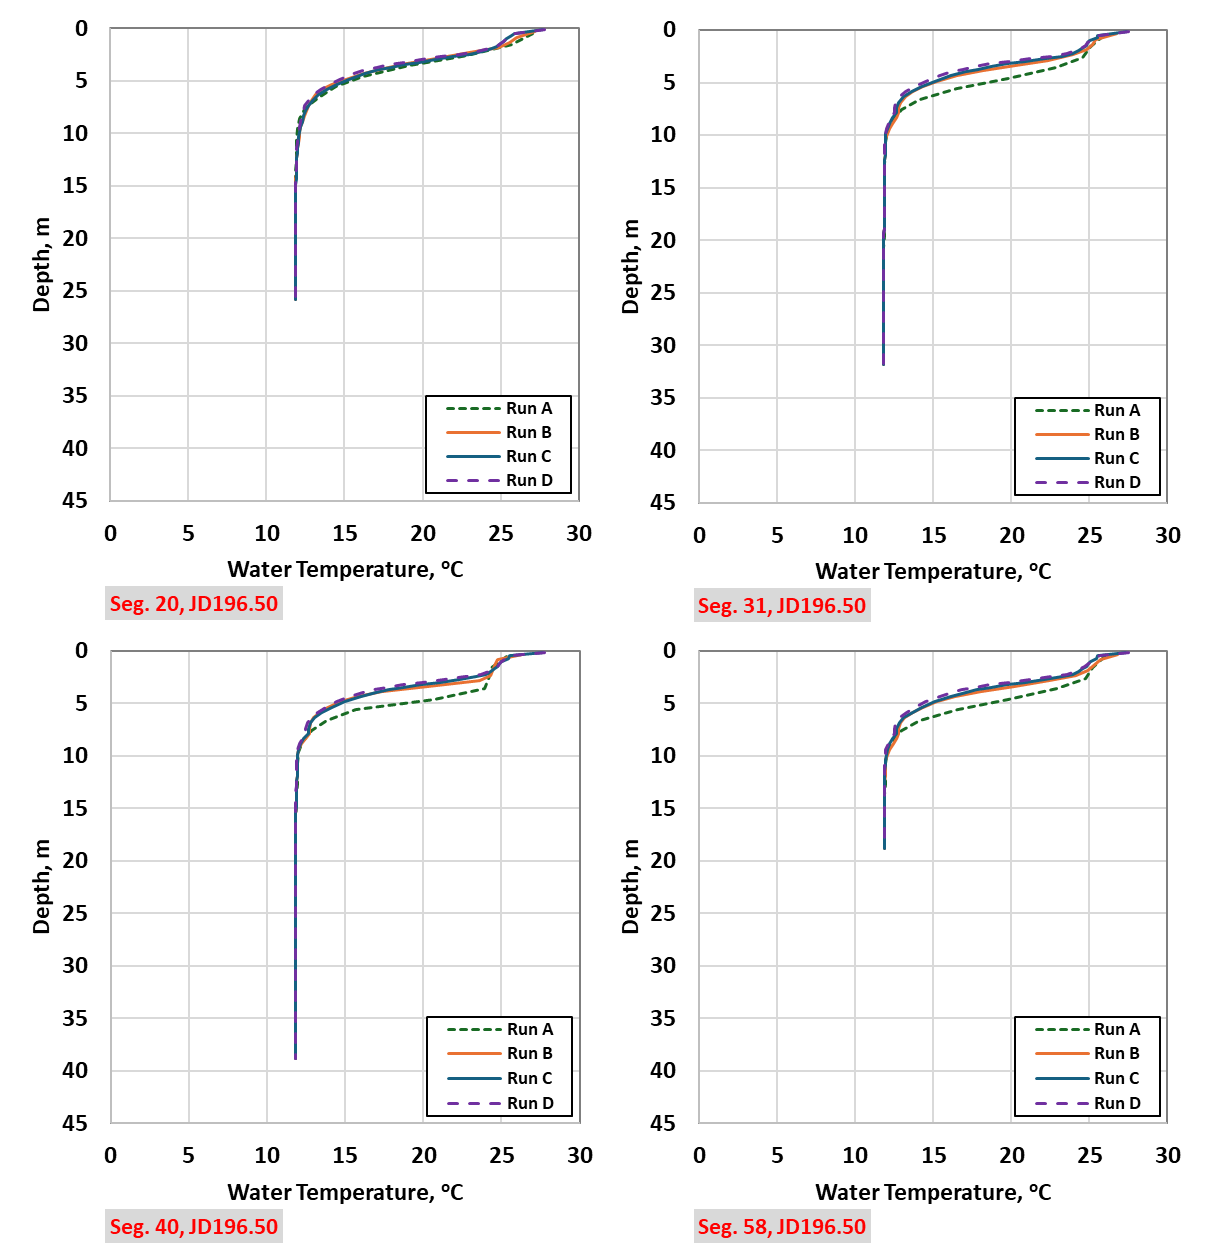 0
5
10
15
20
25
30
35
40
45
Depth, m
Run A
Run B
Run C
Run D
0 5 10 15 20 25 30
Water Temperature, °C
Seg. 20, JD196.50
0
5
10
15
20
25
30
35
40
45
Depth, m
Run A
Run B
Run C
Run D
0 5 10 15 20 25 30
Water Temperature, °C
Seg. 31, JD196.50
0
5
10
15
20
25
30
35
40
45
Depth, m
Run A
Run B
Run C
Run D
0 5 10 15 20 25 30
Water Temperature, °C
Seg. 40, JD196.50
0
5
10
15
20
25
30
35
40
45
Depth, m
Run A
Run B
Run C
Run D
0 5 10 15 20 25 30
Water Temperature, °C
Seg. 58, JD196.50